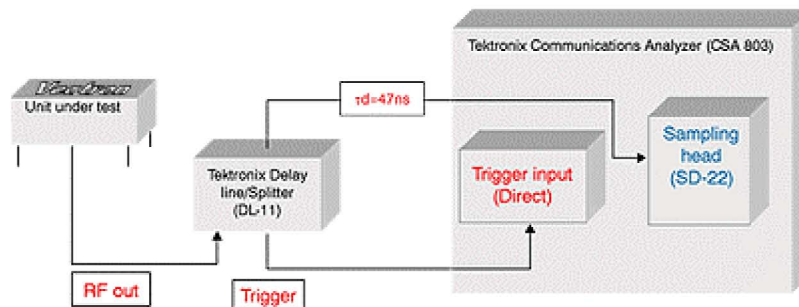 Tektronix Communications Analyzer (CSA 803)
Vectron
Unit under test
τd=47ns
Sampling
head
(SD-22)
Tektronix Delay
line/Splitter
(DL-11)
Trigger input
(Direct)
RF out
Trigger